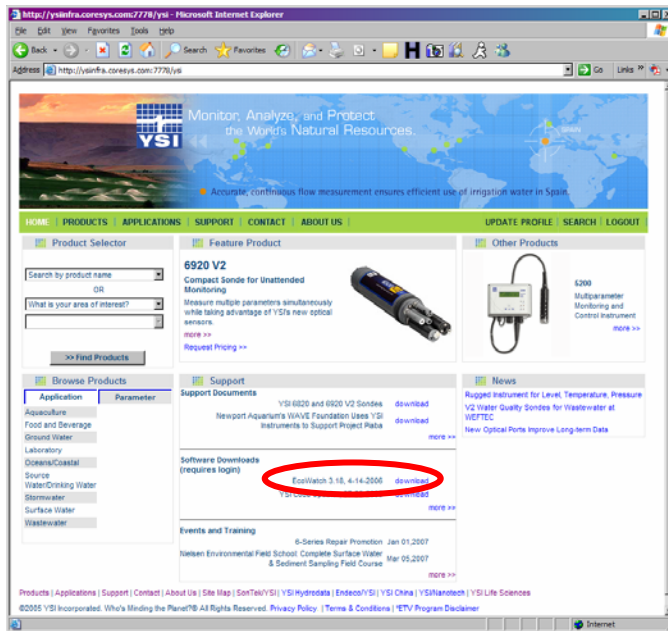 http://ysinfra.coresys.com:7778/ysi - Microsoft Internet Explorer
File Edit View Favorites Tools Help
Back Search Favorites
Address http://ysinfra.coresys.com:7778/ysi Go Links »
YSI
Monitor, Analyze, and Protect
the World's Natural Resources.
SPAIN
Accurate, continuous flow measurement ensures efficient use of irrigation water in Spain.
HOME | PRODUCTS | APPLICATIONS | SUPPORT | CONTACT | ABOUT US | UPDATE PROFILE | SEARCH | LOGOUT
Product Selector
Search by product name
OR
What is your area of interest?
>> Find Products
Feature Product
6920 V2
Compact Sonde for Unattended
Monitoring
Measure multiple parameters simultaneously
while taking advantage of YSI's new optical
sensors.
more >>
Request Pricing >>
Other Products
5200
Multiparameter
Monitoring and
Control Instrument
more >>
Browse Products
Application Parameter
Aquaculture
Food and Beverage
Ground Water
Laboratory
Oceans/Coastal
Source
Water/Drinking Water
Stormwater
Surface Water
Wastewater
Support
Support Documents
YSI 6820 and 6920 V2 Sondes download
Newport Aquarium's WAVE Foundation Uses YSI
Instruments to Support Project Piaba download
more >>
Software Downloads
(requires login)
EcoWatch 3.18, 4-14-2006 download
download
more >>
Events and Training
6-Series Repair Promotion Jan 01,2007
Nielsen Environmental Field School: Complete Surface Water
& Sediment Sampling Field Course Mar 05,2007
more >>
News
Rugged Instrument for Level, Temperature, Pressure
V2 Water Quality Sondes for Wastewater at
WEFTEC
New Optical Ports Improve Long-term Data
Products | Applications | Support | Contact | About Us | Site Map | SonTek/YSI | YSI Hydrodata | Endeco/YSI | YSI China | YSI/Nanotech | YSI Life Sciences
©2005 YSI Incorporated. Who's Minding the Planet?® All Rights Reserved. Privacy Policy | Terms & Conditions | *ETV Program Disclaimer
Internet